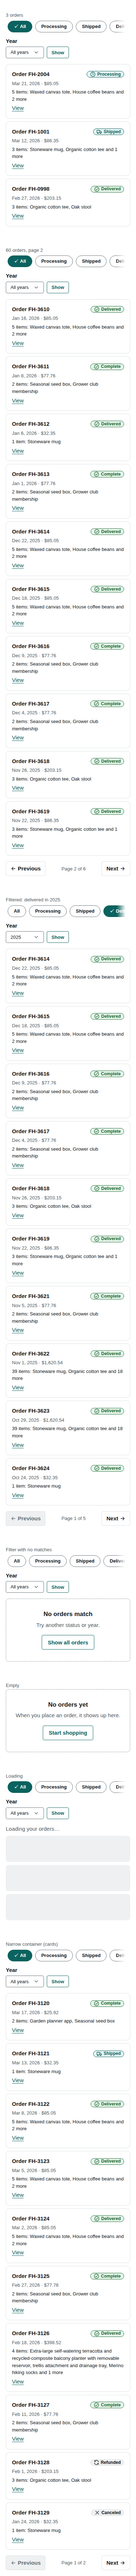 3 orders
✓ All Processing Shipped Deli
Year
All years Show
Order FH-2004 Processing
Mar 21, 2026 · $85.05
5 items: Waxed canvas tote, House coffee beans and
2 more
View
Order FH-1001 Shipped
Mar 12, 2026 · $86.35
3 items: Stoneware mug, Organic cotton tee and 1
more
View
Order FH-0998 Delivered
Feb 27, 2026 · $203.15
3 items: Organic cotton tee, Oak stool
View
60 orders, page 2
✓ All Processing Shipped Deli
Year
All years Show
Order FH-3610 Delivered
Jan 16, 2026 · $85.05
5 items: Waxed canvas tote, House coffee beans and
2 more
View
Order FH-3611 Complete
Jan 8, 2026 · $77.76
2 items: Seasonal seed box, Grower club
membership
View
Order FH-3612 Delivered
Jan 6, 2026 · $32.35
1 item: Stoneware mug
View
Order FH-3613 Complete
Jan 1, 2026 · $77.76
2 items: Seasonal seed box, Grower club
membership
View
Order FH-3614 Delivered
Dec 22, 2025 · $85.05
5 items: Waxed canvas tote, House coffee beans and
2 more
View
Order FH-3615 Delivered
Dec 18, 2025 · $85.05
5 items: Waxed canvas tote, House coffee beans and
2 more
View
Order FH-3616 Complete
Dec 9, 2025 · $77.76
2 items: Seasonal seed box, Grower club
membership
View
Order FH-3617 Complete
Dec 4, 2025 · $77.76
2 items: Seasonal seed box, Grower club
membership
View
Order FH-3618 Delivered
Nov 26, 2025 · $203.15
3 items: Organic cotton tee, Oak stool
View
Order FH-3619 Delivered
Nov 22, 2025 · $86.35
3 items: Stoneware mug, Organic cotton tee and 1
more
View
← Previous Page 2 of 6 Next →
Filtered: delivered in 2025
All Processing Shipped ✓ Deli
Year
2025 Show
Order FH-3614 Delivered
Dec 22, 2025 · $85.05
5 items: Waxed canvas tote, House coffee beans and
2 more
View
Order FH-3615 Delivered
Dec 18, 2025 · $85.05
5 items: Waxed canvas tote, House coffee beans and
2 more
View
Order FH-3616 Complete
Dec 9, 2025 · $77.76
2 items: Seasonal seed box, Grower club
membership
View
Order FH-3617 Complete
Dec 4, 2025 · $77.76
2 items: Seasonal seed box, Grower club
membership
View
Order FH-3618 Delivered
Nov 26, 2025 · $203.15
3 items: Organic cotton tee, Oak stool
View
Order FH-3619 Delivered
Nov 22, 2025 · $86.35
3 items: Stoneware mug, Organic cotton tee and 1
more
View
Order FH-3621 Complete
Nov 5, 2025 · $77.76
2 items: Seasonal seed box, Grower club
membership
View
Order FH-3622 Delivered
Nov 1, 2025 · $1,620.54
39 items: Stoneware mug, Organic cotton tee and 18
more
View
Order FH-3623 Delivered
Oct 29, 2025 · $1,620.54
39 items: Stoneware mug, Organic cotton tee and 18
more
View
Order FH-3624 Delivered
Oct 24, 2025 · $32.35
1 item: Stoneware mug
View
← Previous Page 1 of 5 Next →
Filter with no matches
All Processing Shipped Delive
Year
All years Show
No orders match
Try another status or year.
Show all orders
Empty
No orders yet
When you place an order, it shows up here.
Start shopping
Loading
✓ All Processing Shipped Deli
Year
All years Show
Loading your orders…
Narrow container (cards)
✓ All Processing Shipped Deli
Year
All years Show
Order FH-3120 Complete
Mar 17, 2026 · $25.92
2 items: Garden planner app, Seasonal seed box
View
Order FH-3121 Shipped
Mar 13, 2026 · $32.35
1 item: Stoneware mug
View
Order FH-3122 Delivered
Mar 8, 2026 · $85.05
5 items: Waxed canvas tote, House coffee beans and
2 more
View
Order FH-3123 Delivered
Mar 5, 2026 · $85.05
5 items: Waxed canvas tote, House coffee beans and
2 more
View
Order FH-3124 Delivered
Mar 2, 2026 · $85.05
5 items: Waxed canvas tote, House coffee beans and
2 more
View
Order FH-3125 Complete
Feb 27, 2026 · $77.76
2 items: Seasonal seed box, Grower club
membership
View
Order FH-3126 Delivered
Feb 18, 2026 · $398.52
4 items: Extra-large self-watering terracotta and
recycled-composite balcony planter with removable
reservoir, trellis attachment and drainage tray, Merino
hiking socks and 1 more
View
Order FH-3127 Complete
Feb 11, 2026 · $77.76
2 items: Seasonal seed box, Grower club
membership
View
Order FH-3128 Refunded
Feb 1, 2026 · $203.15
3 items: Organic cotton tee, Oak stool
View
Order FH-3129 Canceled
Jan 24, 2026 · $32.35
1 item: Stoneware mug
View
← Previous Page 1 of 2 Next →